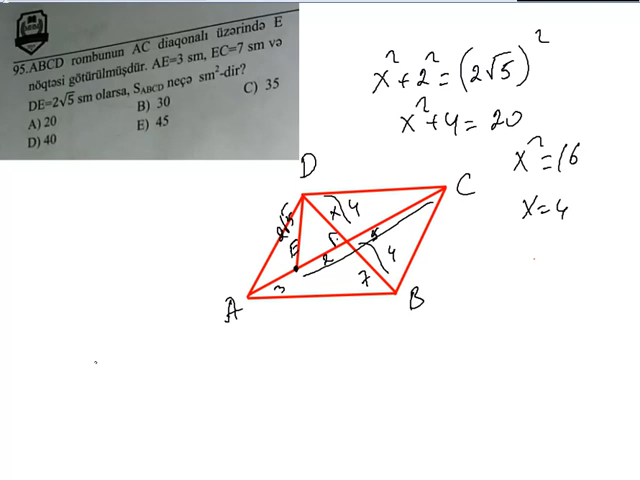 95.ABCD rombunun AC diaqonalı üzərində E
nöqtəsi götürülmüşdür. AE=3 sm, EC=7 sm və
DE=2√5 sm olarsa, S_ABCD neçə sm²-dir?
A) 20 B) 30 C) 35
D) 40 E) 45
x² + 2² = (2√5)²
x² + 4 = 20
x² = 16
x = 4
D
C
x 4
2√5
E
5
2
4
3
7
A
B